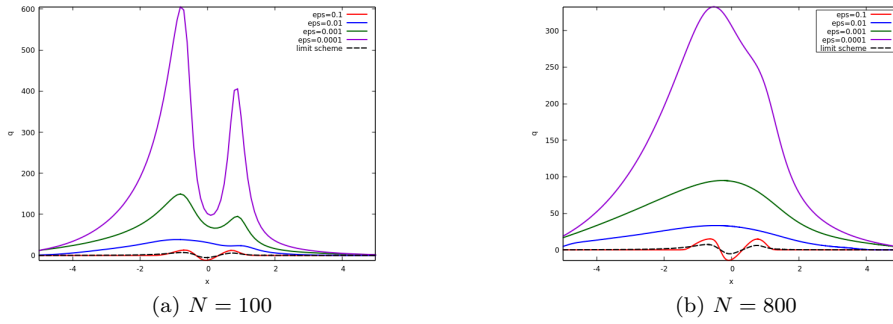 600
500
400
300
200
100
0
q
-4
-2
0
2
4
x
eps=0.1
eps=0.01
eps=0.001
eps=0.0001
limit scheme
(a) N = 100
300
250
200
150
100
50
0
q
-4
-2
0
2
4
x
eps=0.1
eps=0.01
eps=0.001
eps=0.0001
limit scheme
(b) N = 800